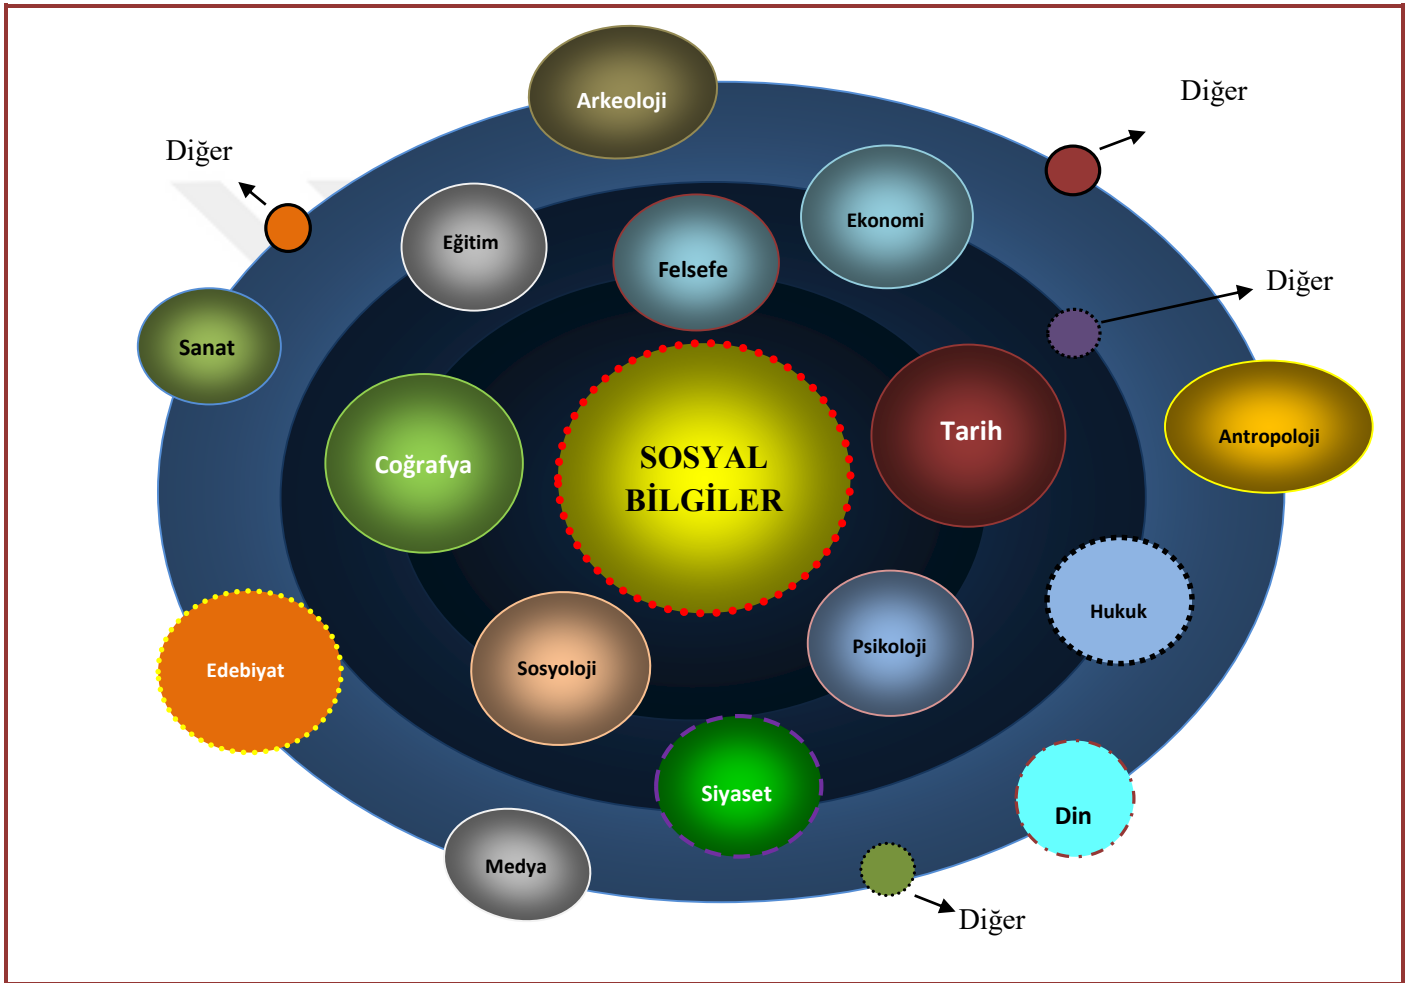 Arkeoloji
Diğer
Diğer
Ekonomi
Eğitim
Felsefe
Diğer
Sanat
Tarih
Antropoloji
Coğrafya
SOSYAL
BİLGİLER
Hukuk
Psikoloji
Sosyoloji
Edebiyat
Siyaset
Din
Medya
Diğer